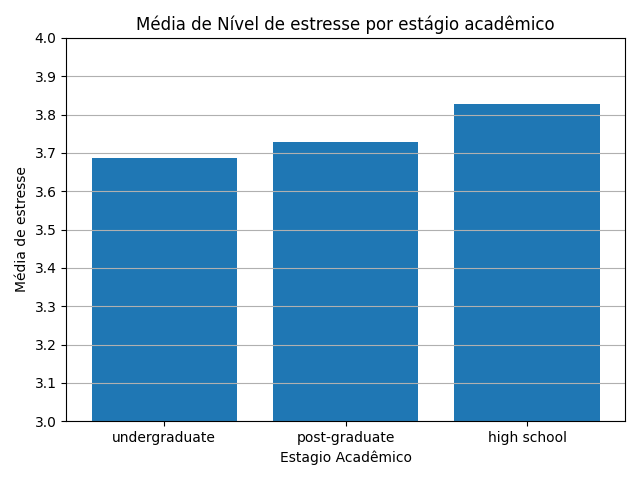 Média de Nível de estresse por estágio acadêmico
4.0
3.9
3.8
3.7
3.6
3.5
3.4
3.3
3.2
3.1
3.0
Média de estresse
undergraduate post-graduate high school
Estagio Acadêmico